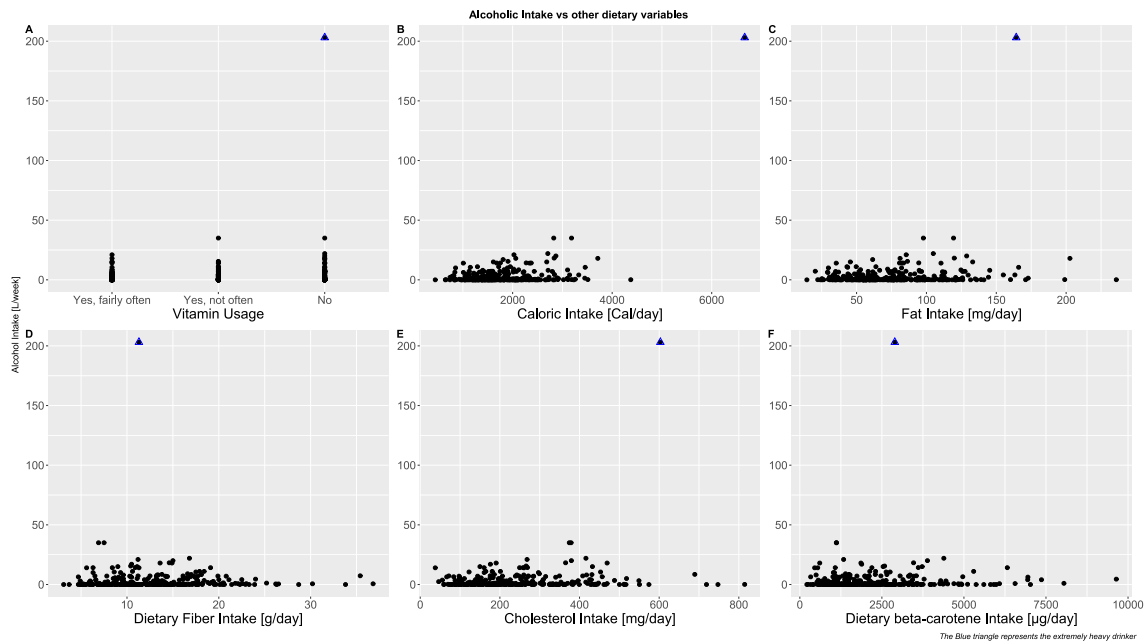 Alcoholic Intake vs other dietary variables
Alcohol Intake [L/week]
A
200
150
100
50
0
Yes, fairly often
Yes, not often
No
Vitamin Usage
B
200
150
100
50
0
2000
4000
6000
Caloric Intake [Cal/day]
C
200
150
100
50
0
50
100
150
200
Fat Intake [mg/day]
D
200
150
100
50
0
10
20
30
Dietary Fiber Intake [g/day]
E
200
150
100
50
0
0
200
400
600
800
Cholesterol Intake [mg/day]
F
200
150
100
50
0
0
2500
5000
7500
10000
Dietary beta-carotene Intake [µg/day]
The Blue triangle represents the extremely heavy drinker